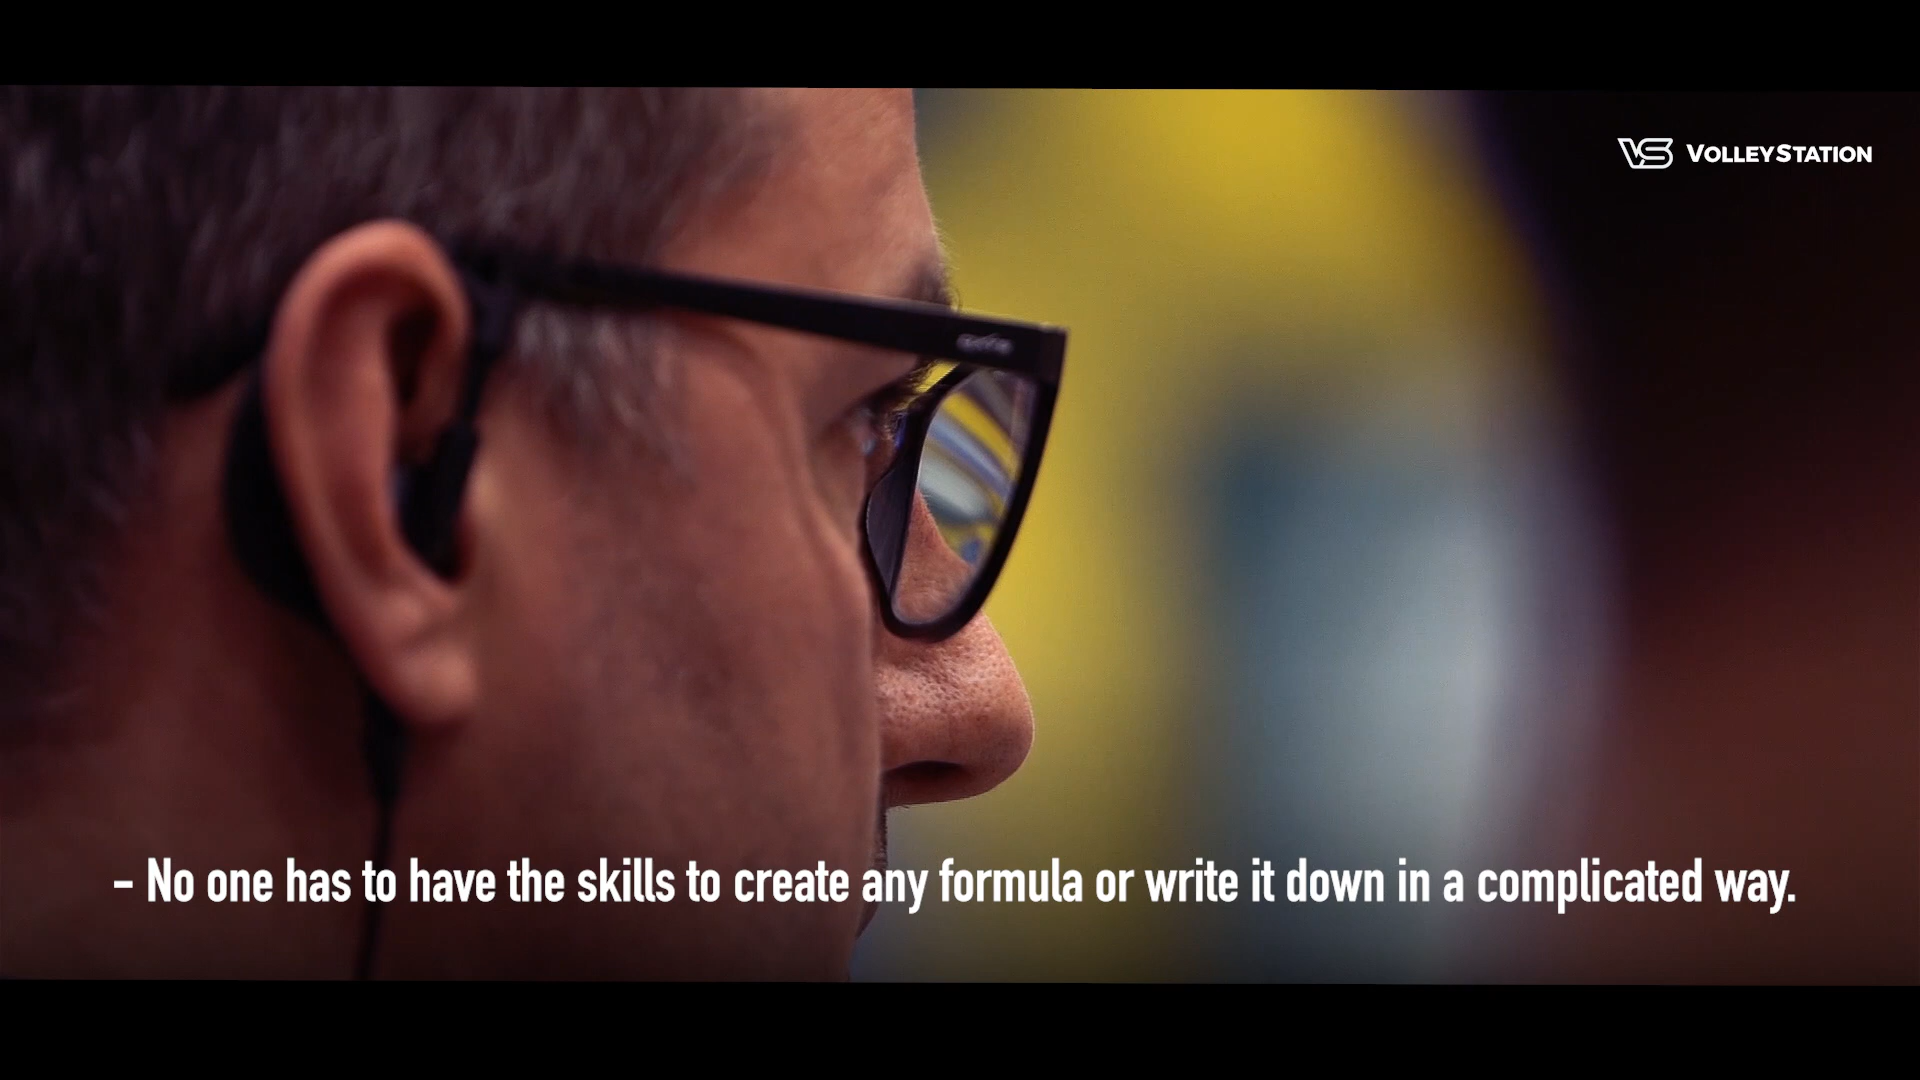 VS VOLLEYSTATION
– No one has to have the skills to create any formula or write it down in a complicated way.